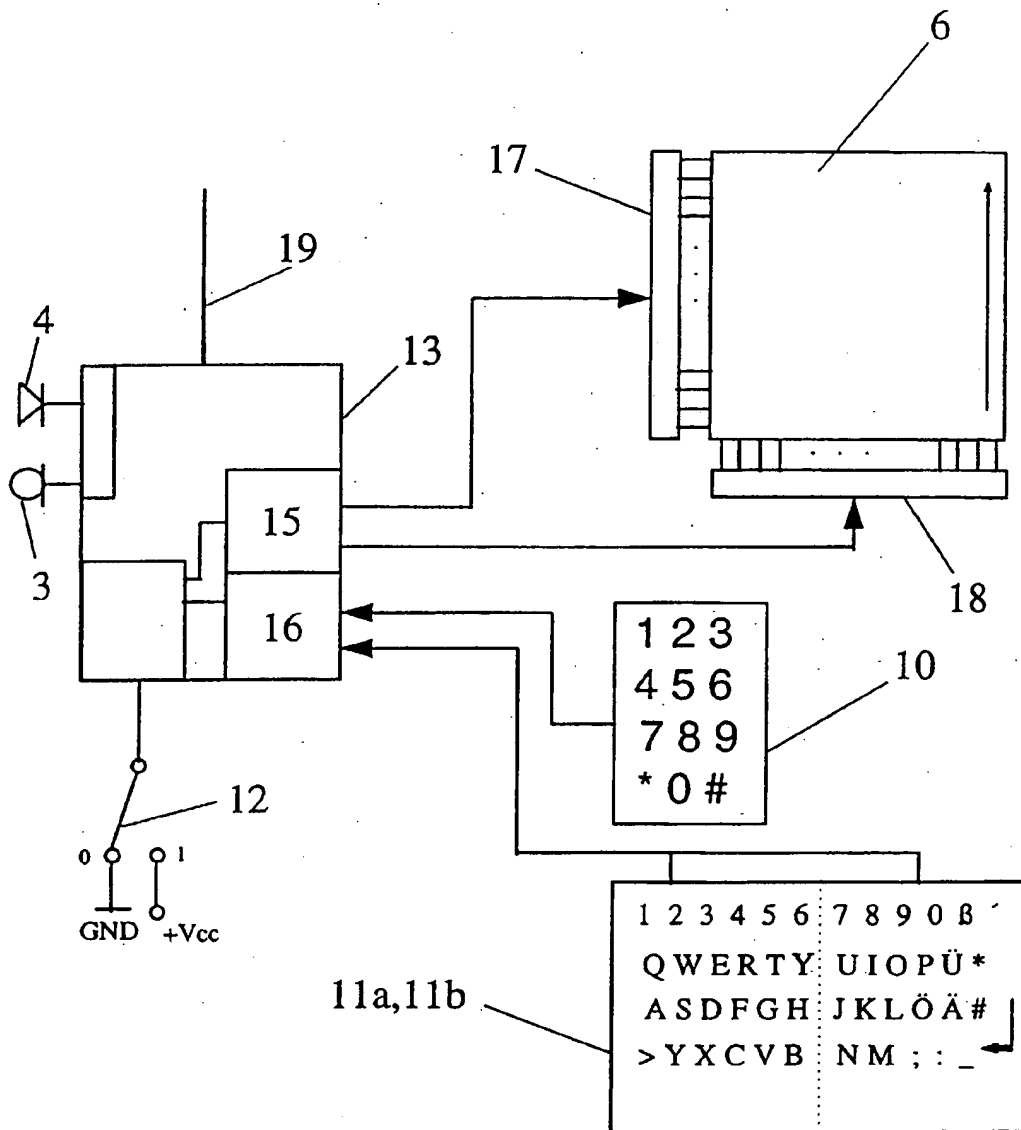 6
17
19
4
13
15
3
18
16
1 2 3
4 5 6
7 8 9
* 0 #
10
12
0 1
GND +Vcc
1 2 3 4 5 6 7 8 9 0 ß ´
Q W E R T Y U I O P Ü *
A S D F G H J K L Ö Ä #
> Y X C V B N M ; : _
11a,11b